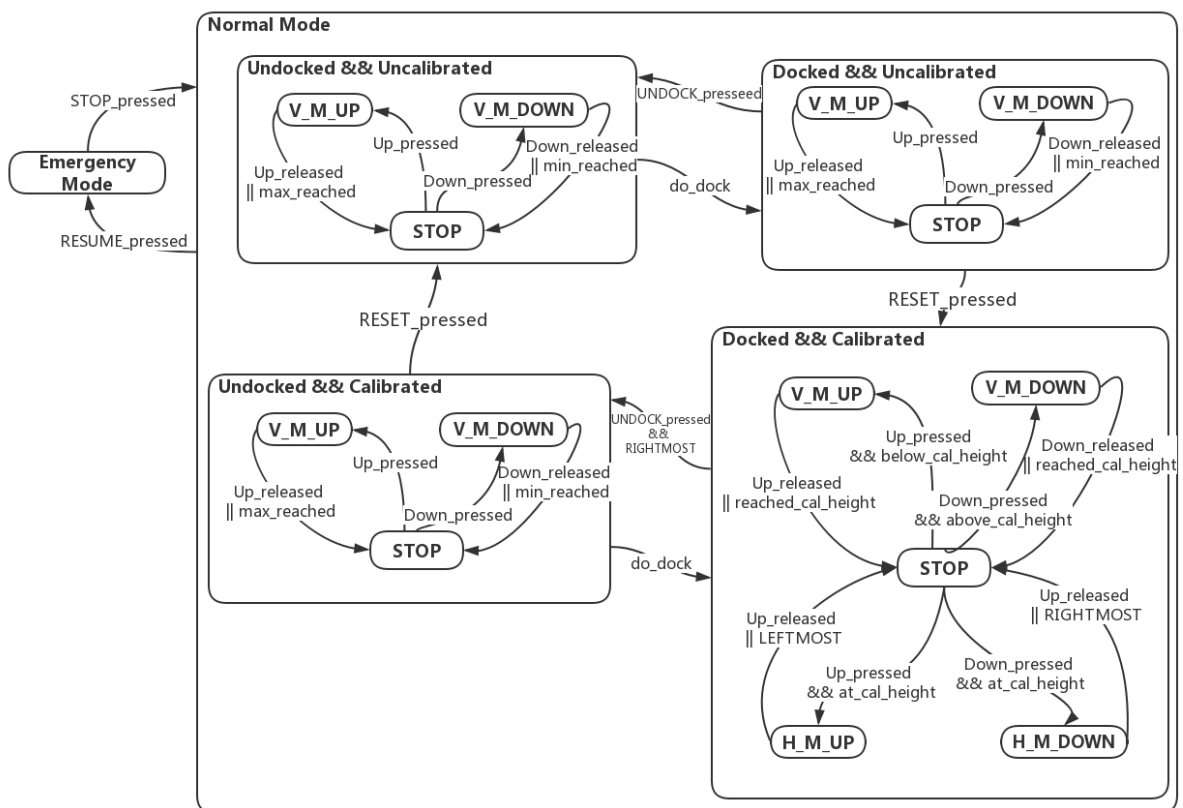 Normal Mode
Undocked && Uncalibrated
V_M_UP
V_M_DOWN
Up_pressed
Down_released
|| min_reached
Up_released
|| max_reached
Down_pressed
STOP
UNDOCK_presseed
do_dock
Docked && Uncalibrated
V_M_UP
V_M_DOWN
Up_pressed
Down_released
|| min_reached
Up_released
|| max_reached
Down_pressed
STOP
STOP_pressed
Emergency
Mode
RESUME_pressed
RESET_pressed
RESET_pressed
Undocked && Calibrated
V_M_UP
V_M_DOWN
Up_pressed
Down_released
|| min_reached
Up_released
|| max_reached
Down_pressed
STOP
UNDOCK_pressed
&&
RIGHTMOST
do_dock
Docked && Calibrated
V_M_UP
V_M_DOWN
Up_pressed
&& below_cal_height
Down_released
|| reached_cal_height
Up_released
|| reached_cal_height
Down_pressed
&& above_cal_height
STOP
Up_released
|| LEFTMOST
Up_released
|| RIGHTMOST
Up_pressed
&& at_cal_height
Down_pressed
&& at_cal_height
H_M_UP
H_M_DOWN